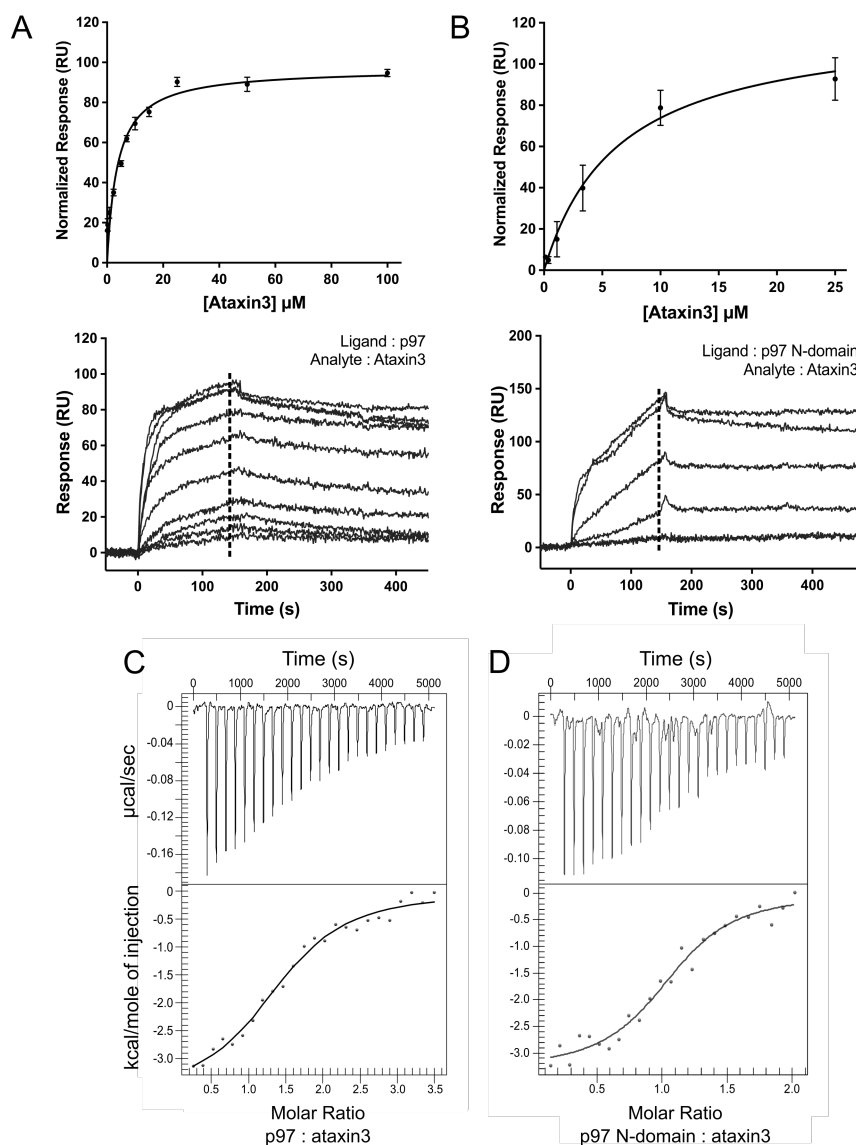 A
Normalized Response (RU)
120
100
80
60
40
20
0
0 20 40 60 80 100
[Ataxin3] µM
B
Normalized Response (RU)
120
100
80
60
40
20
0
0 5 10 15 20 25
[Ataxin3] µM
Ligand : p97
Analyte : Ataxin3
Response (RU)
120
100
80
60
40
20
0
0 100 200 300 400
Time (s)
Ligand : p97 N-domain
Analyte : Ataxin3
Response (RU)
200
150
100
50
0
0 100 200 300 400
Time (s)
C
Time (s)
0 1000 2000 3000 4000 5000
µcal/sec
0
-0.04
-0.08
-0.12
-0.16
kcal/mole of injection
0
-0.5
-1.0
-1.5
-2.0
-2.5
-3.0
0.5 1.0 1.5 2.0 2.5 3.0 3.5
Molar Ratio
p97 : ataxin3
D
Time (s)
0 1000 2000 3000 4000 5000
0
-0.02
-0.04
-0.06
-0.08
-0.10
0
-0.5
-1.0
-1.5
-2.0
-2.5
-3.0
0.5 1.0 1.5 2.0
Molar Ratio
p97 N-domain : ataxin3